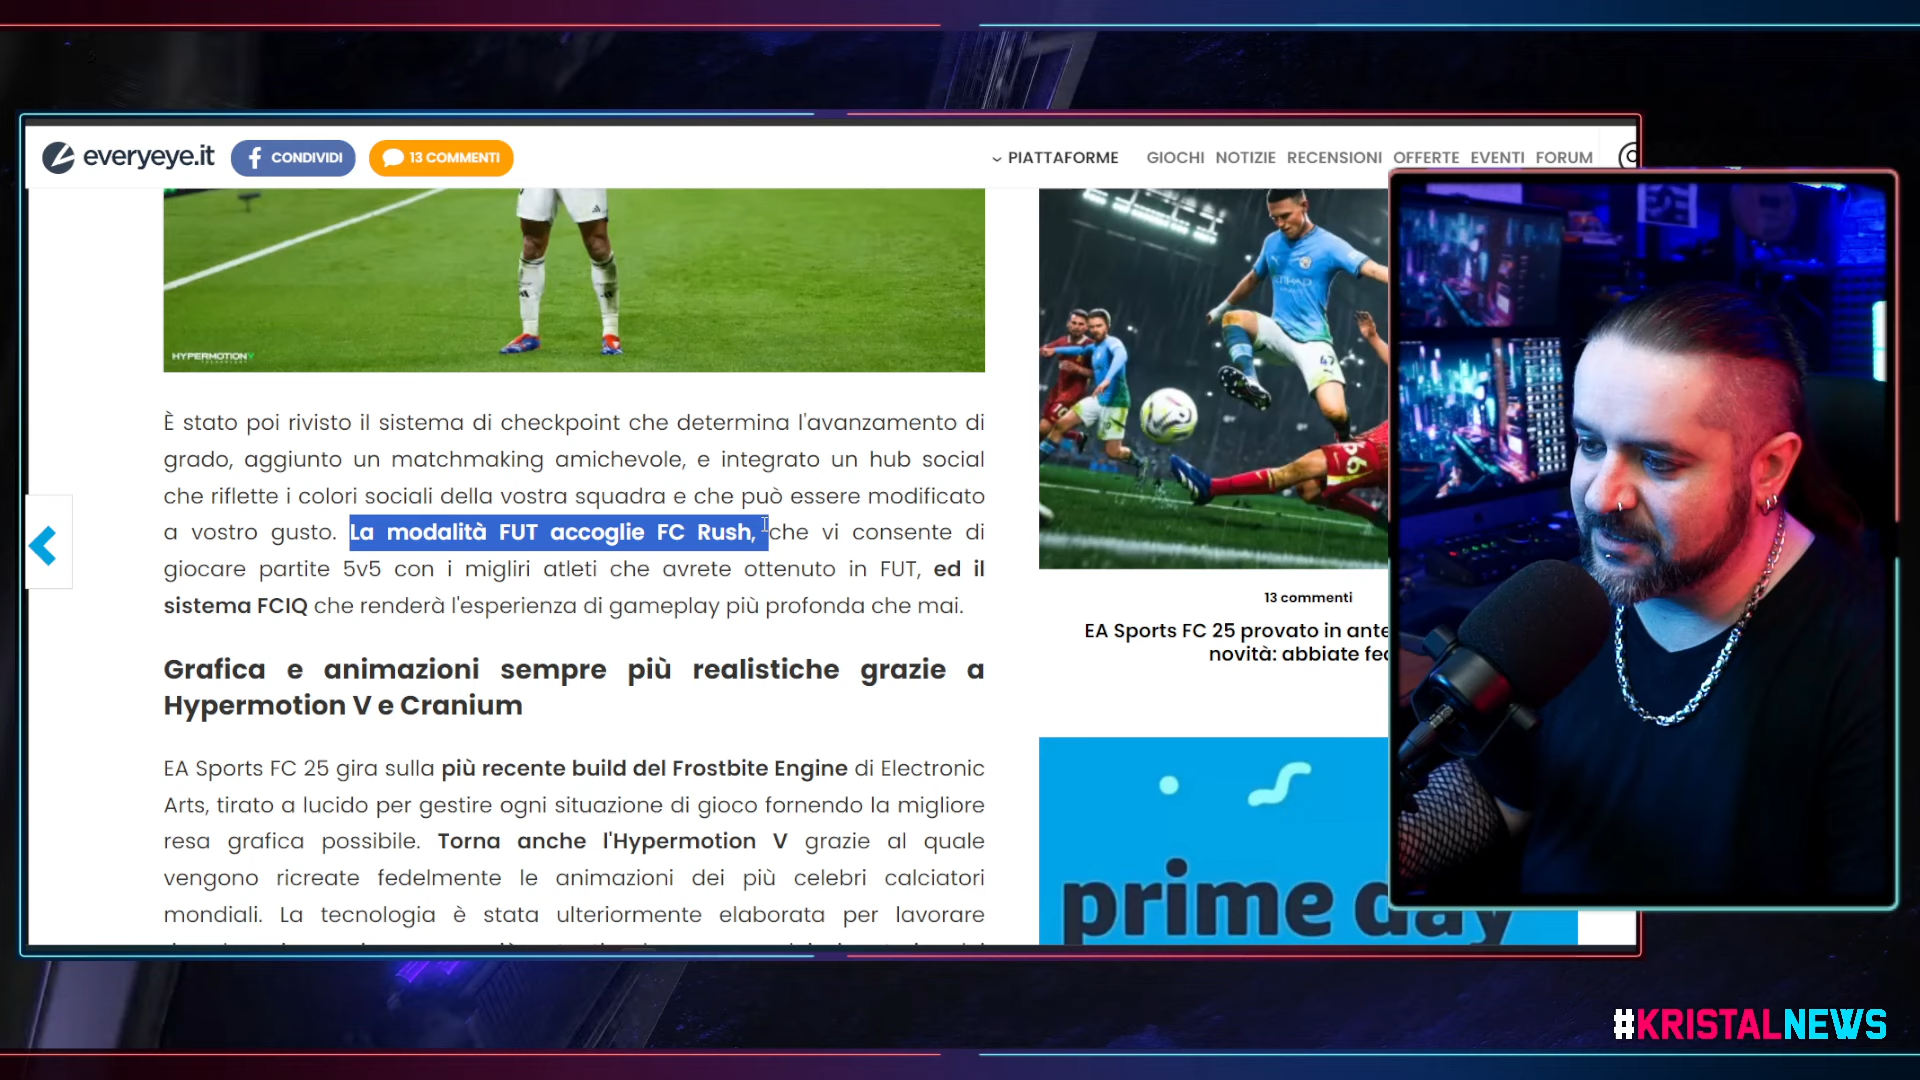 everyeye.it
CONDIVIDI
13 COMMENTI
PIATTAFORME GIOCHI NOTIZIE RECENSIONI OFFERTE EVENTI FORUM
HYPERMOTION
ETIHAD
47
66
È stato poi rivisto il sistema di checkpoint che determina l'avanzamento di
grado, aggiunto un matchmaking amichevole, e integrato un hub social
che riflette i colori sociali della vostra squadra e che può essere modificato
a vostro gusto. La modalità FUT accoglie FC Rush, che vi consente di
giocare partite 5v5 con i migliri atleti che avrete ottenuto in FUT, ed il
sistema FCIQ che renderà l'esperienza di gameplay più profonda che mai.
Grafica e animazioni sempre più realistiche grazie a
Hypermotion V e Cranium
EA Sports FC 25 gira sulla più recente build del Frostbite Engine di Electronic
Arts, tirato a lucido per gestire ogni situazione di gioco fornendo la migliore
resa grafica possibile. Torna anche l'Hypermotion V grazie al quale
vengono ricreate fedelmente le animazioni dei più celebri calciatori
mondiali. La tecnologia è stata ulteriormente elaborata per lavorare
13 commenti
EA Sports FC 25 provato in ante
novità: abbiate fed
prime day
#KRISTALNEWS